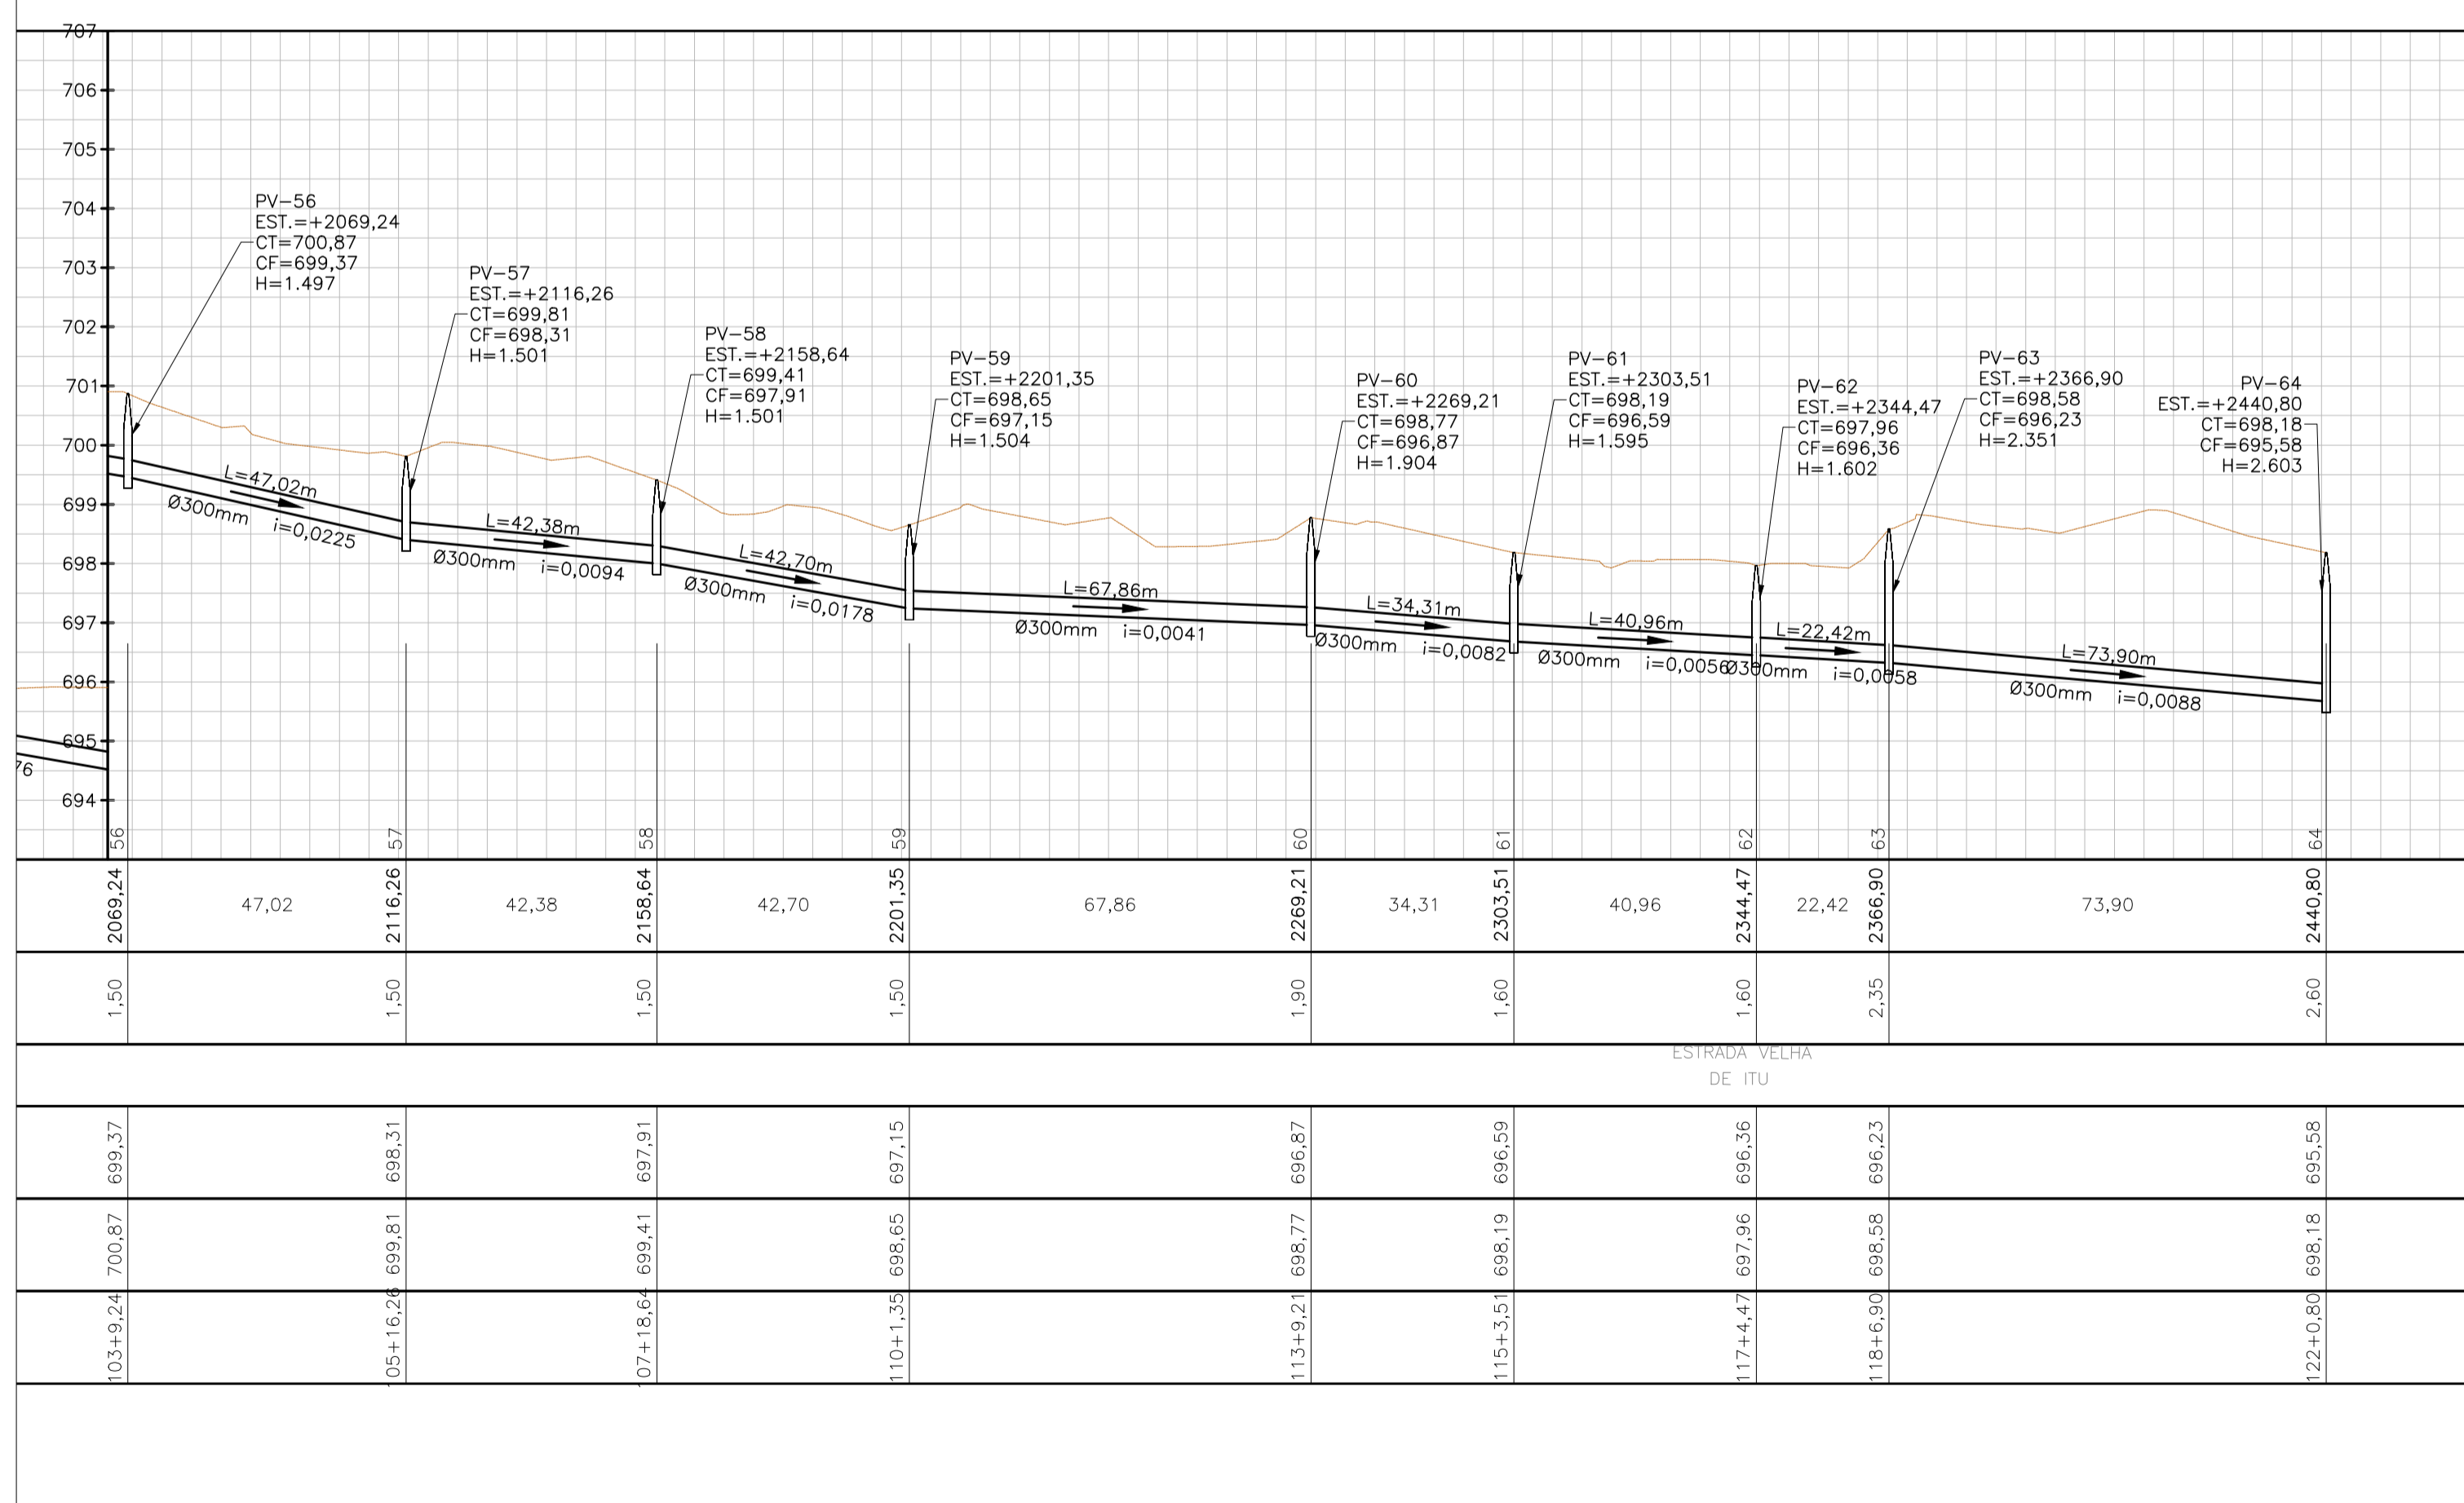 707
706
705
704
703
702
701
700
699
698
697
696
695
694
76
PV-56
EST.=+2069,24
CT=700,87
CF=699,37
H=1.497
PV-57
EST.=+2116,26
CT=699,81
CF=698,31
H=1.501
PV-58
EST.=+2158,64
CT=699,41
CF=697,91
H=1.501
PV-59
EST.=+2201,35
CT=698,65
CF=697,15
H=1.504
PV-60
EST.=+2269,21
CT=698,77
CF=696,87
H=1.904
PV-61
EST.=+2303,51
CT=698,19
CF=696,59
H=1.595
PV-62
EST.=+2344,47
CT=697,96
CF=696,36
H=1.602
PV-63
EST.=+2366,90
CT=698,58
CF=696,23
H=2.351
PV-64
EST.=+2440,80
CT=698,18
CF=695,58
H=2.603
L=47,02m
Ø300mm i=0,0225
L=42,38m
Ø300mm i=0,0094
L=42,70m
Ø300mm i=0,0178
L=67,86m
Ø300mm i=0,0041
L=34,31m
Ø300mm i=0,0082
L=40,96m
Ø300mm i=0,0056
L=22,42m
Ø300mm i=0,0058
L=73,90m
Ø300mm i=0,0088
56 57 58 59 60 61 62 63 64
2069,24 47,02 2116,26 42,38 2158,64 42,70 2201,35 67,86 2269,21 34,31 2303,51 40,96 2344,47 22,42 2366,90 73,90 2440,80
1,50 1,50 1,50 1,50 1,90 1,60 1,60 2,35 2,60
ESTRADA VELHA
DE ITU
699,37 698,31 697,91 697,15 696,87 696,59 696,36 696,23 695,58
700,87 699,81 699,41 698,65 698,77 698,19 697,96 698,58 698,18
103+9,24 105+16,26 107+18,64 110+1,35 113+9,21 115+3,51 117+4,47 118+6,90 122+0,80